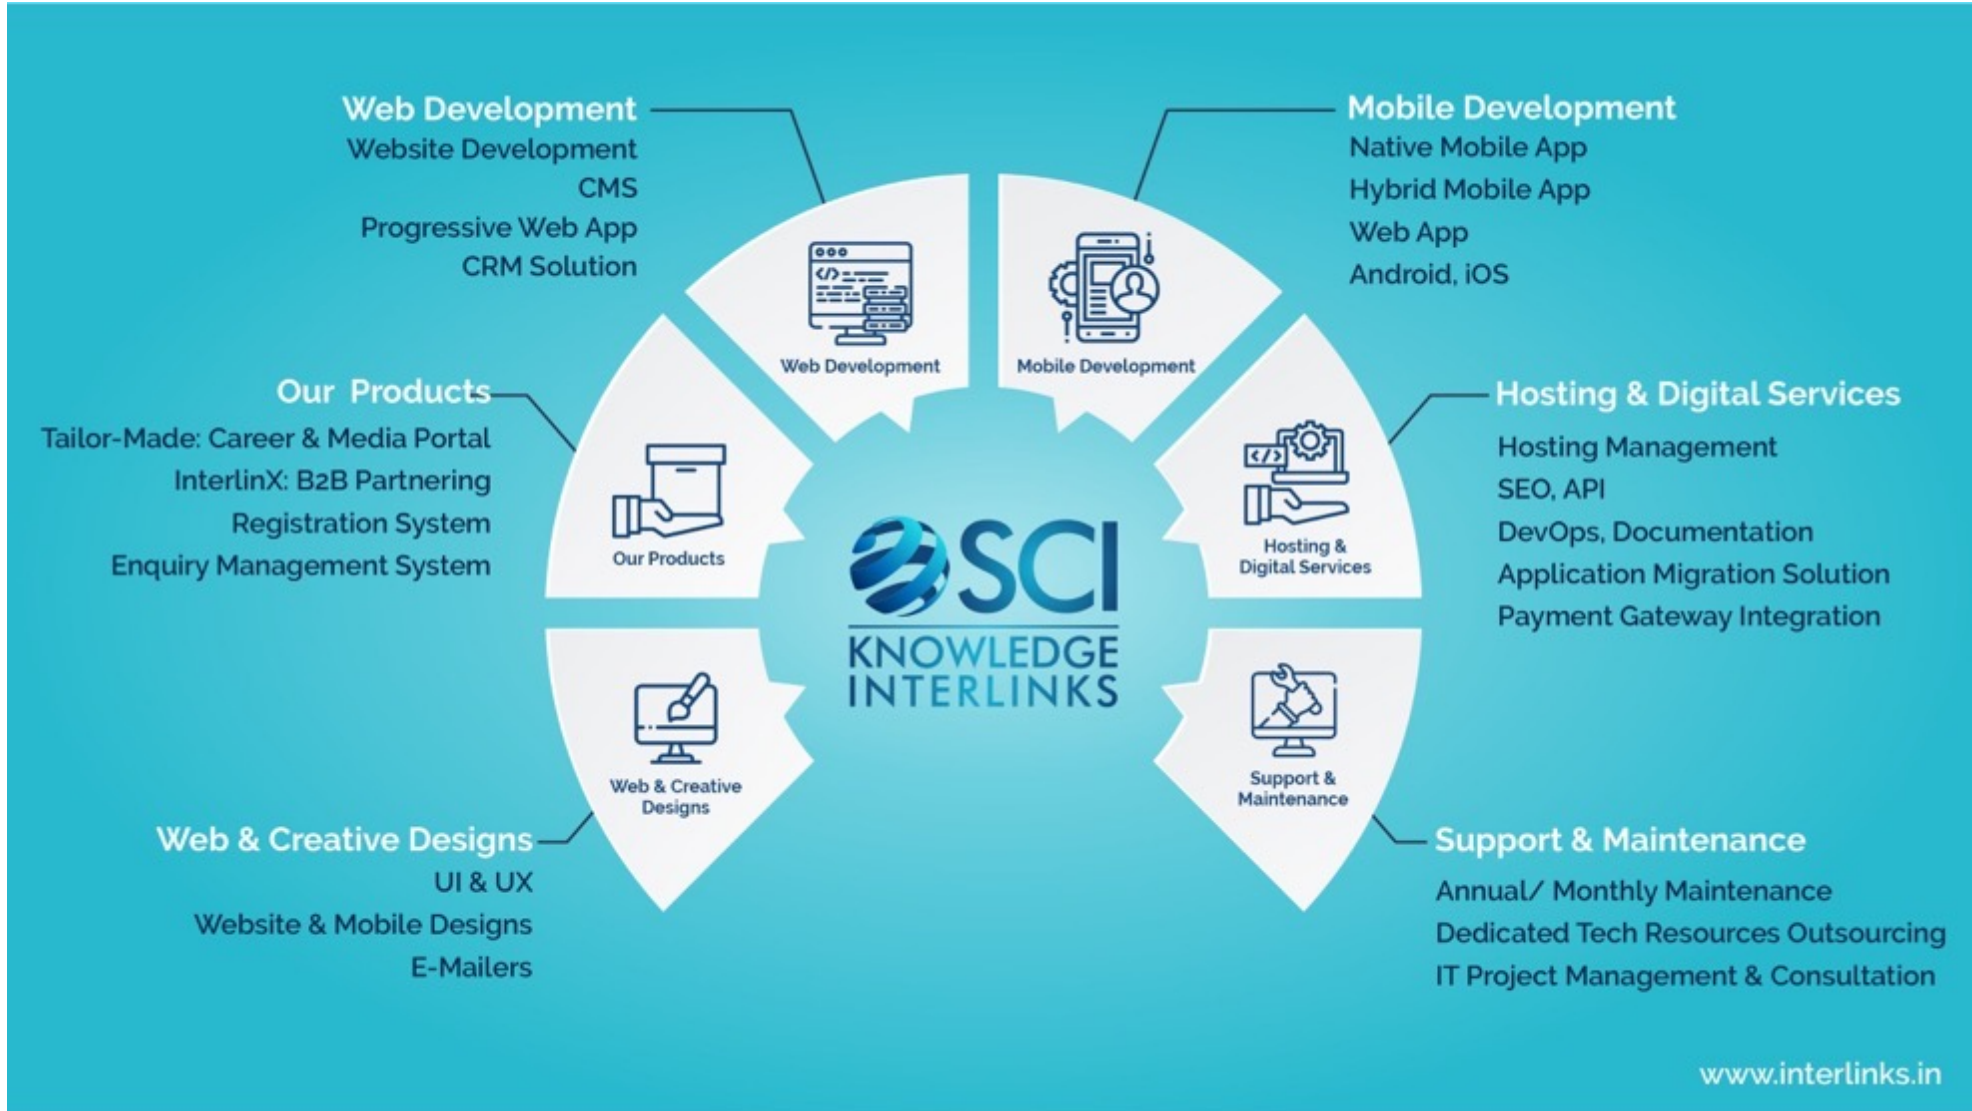 Web Development
Website Development
CMS
Progressive Web App
CRM Solution
Mobile Development
Native Mobile App
Hybrid Mobile App
Web App
Android, iOS
Our Products
Tailor-Made: Career & Media Portal
InterlinX: B2B Partnering
Registration System
Enquiry Management System
Hosting & Digital Services
Hosting Management
SEO, API
DevOps, Documentation
Application Migration Solution
Payment Gateway Integration
Web & Creative Designs
UI & UX
Website & Mobile Designs
E-Mailers
Support & Maintenance
Annual/ Monthly Maintenance
Dedicated Tech Resources Outsourcing
IT Project Management & Consultation
Web Development
Mobile Development
Our Products
Hosting &
Digital Services
Web & Creative
Designs
Support &
Maintenance
SCI
KNOWLEDGE
INTERLINKS
www.interlinks.in